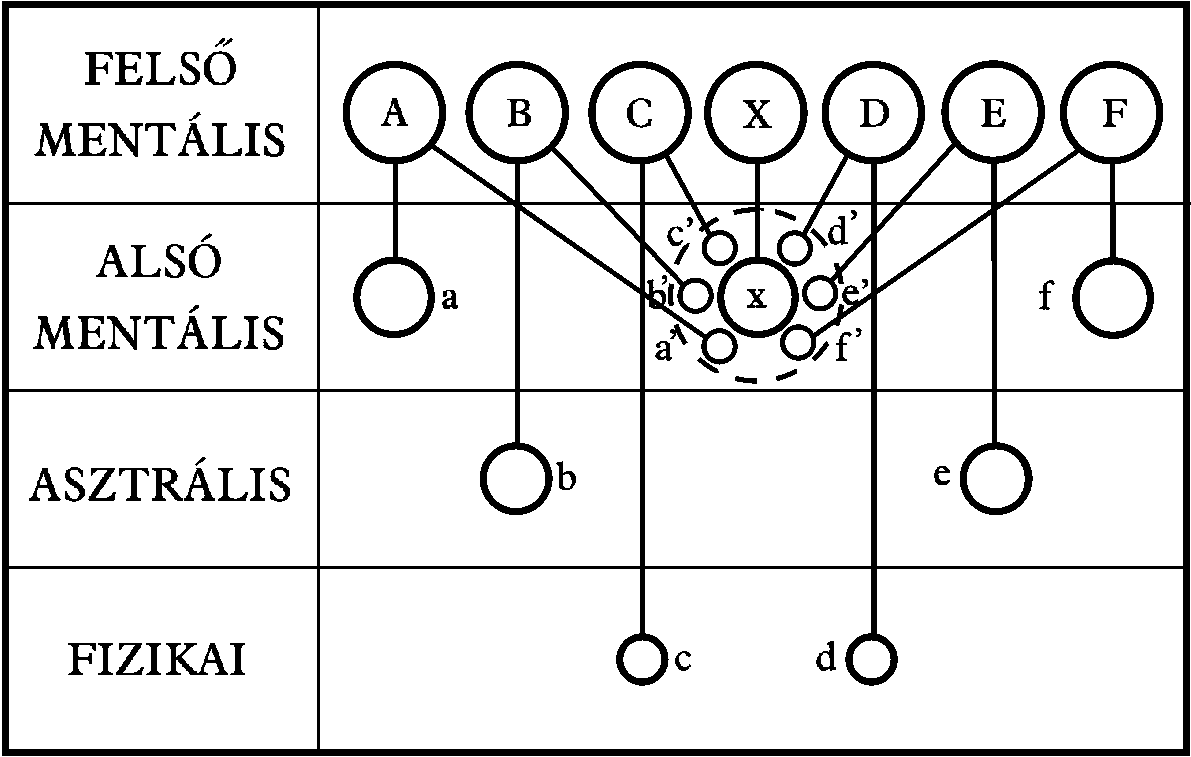 FELSŐ
MENTÁLIS
A B C X D E F
ALSÓ
MENTÁLIS
c’ d’
a b’ x e’ f
a’ f’
ASZTRÁLIS
b e
FIZIKAI
c d